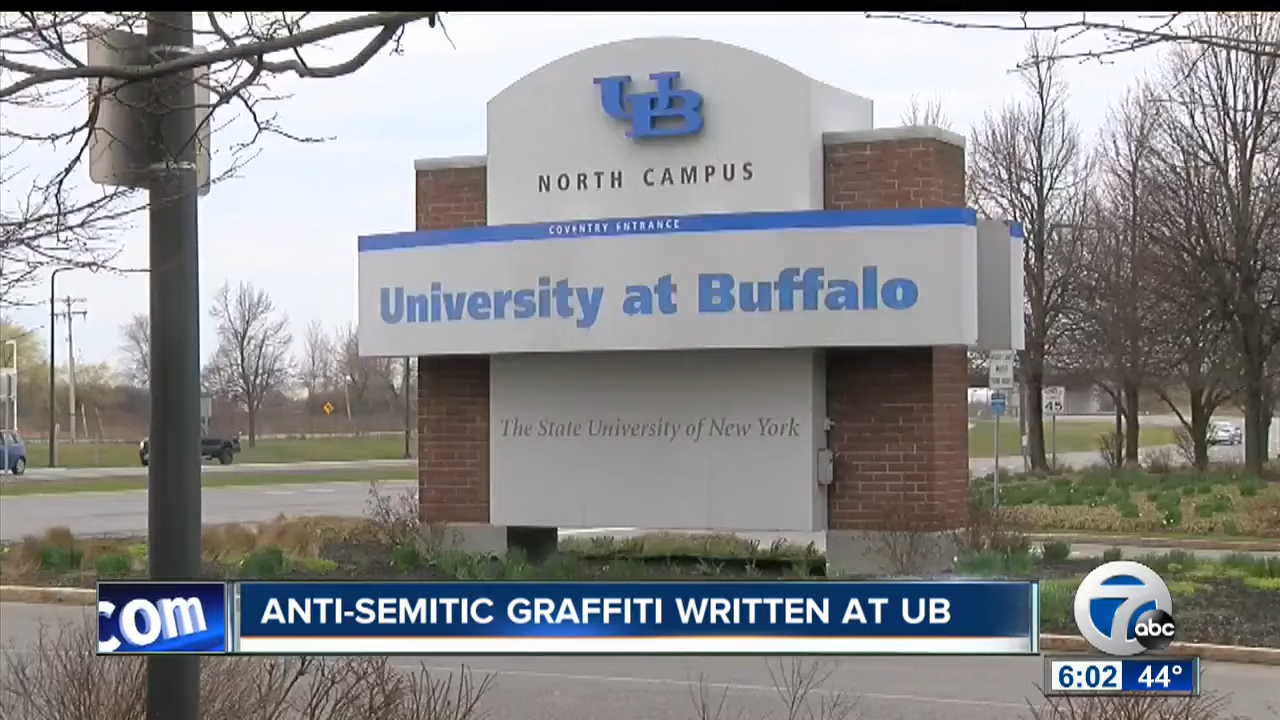 UB
NORTH CAMPUS
COVENTRY ENTRANCE
University at Buffalo
The State University of New York
45
com
ANTI-SEMITIC GRAFFITI WRITTEN AT UB
7
abc
6:02 44°